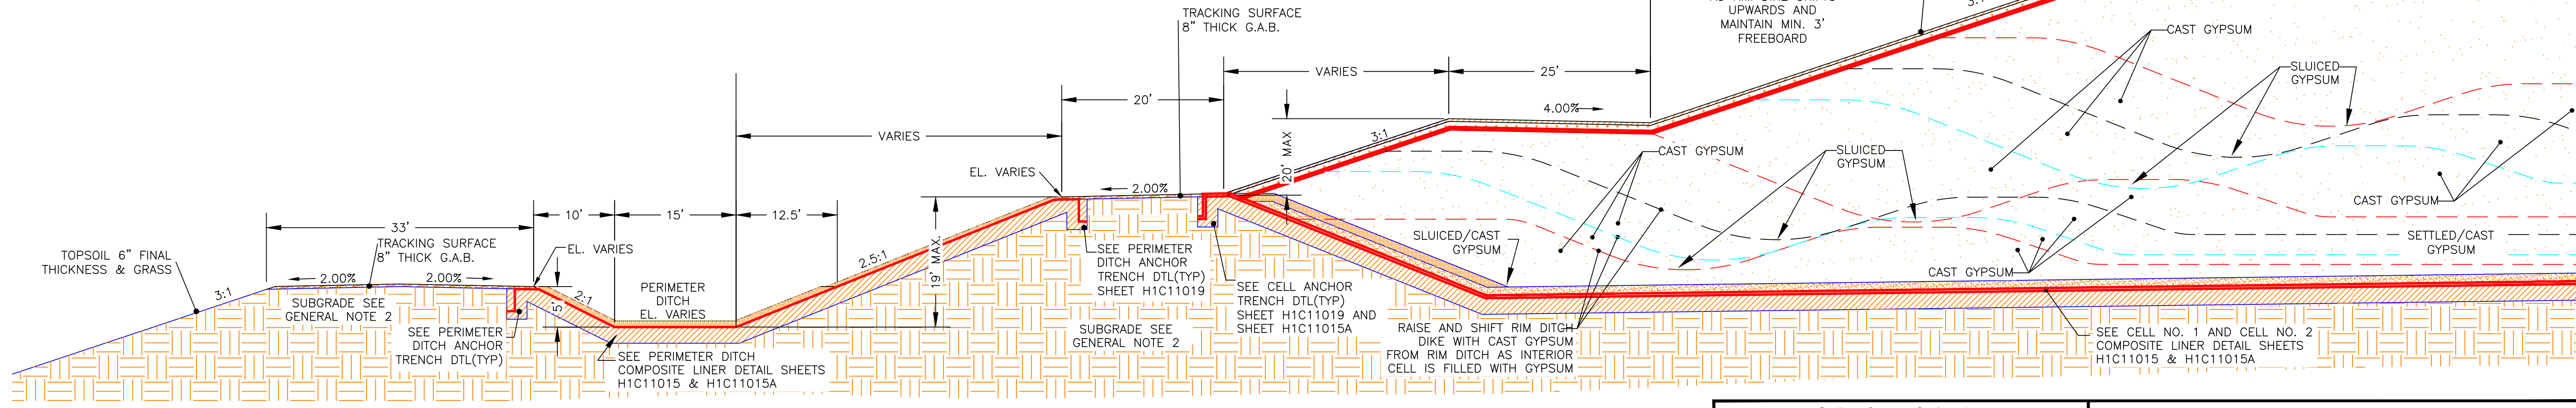 TRACKING SURFACE
8" THICK G.A.B.
UPWARDS AND
MAINTAIN MIN. 3'
FREEBOARD
3:1
CAST GYPSUM
VARIES
25'
SLUICED
GYPSUM
20'
4.00%
VARIES
20' MAX
3:1
CAST GYPSUM
SLUICED
GYPSUM
EL. VARIES
2.00%
CAST GYPSUM
10'
15'
12.5'
33'
TOPSOIL 6" FINAL
THICKNESS & GRASS
TRACKING SURFACE
8" THICK G.A.B.
EL. VARIES
2.5:1
19' MAX.
SEE PERIMETER
DITCH ANCHOR
TRENCH DTL(TYP)
SHEET H1C11019
SLUICED/CAST
GYPSUM
SETTLED/CAST
GYPSUM
CAST GYPSUM
3:1
2.00%
2.00%
SUBGRADE SEE
GENERAL NOTE 2
2:1
5'
PERIMETER
DITCH
EL. VARIES
SEE CELL ANCHOR
TRENCH DTL(TYP)
SHEET H1C11019 AND
SHEET H1C11015A
SEE PERIMETER
DITCH ANCHOR
TRENCH DTL(TYP)
SUBGRADE SEE
GENERAL NOTE 2
RAISE AND SHIFT RIM DITCH
DIKE WITH CAST GYPSUM
FROM RIM DITCH AS INTERIOR
CELL IS FILLED WITH GYPSUM
SEE PERIMETER DITCH
COMPOSITE LINER DETAIL SHEETS
H1C11015 & H1C11015A
SEE CELL NO. 1 AND CELL NO. 2
COMPOSITE LINER DETAIL SHEETS
H1C11015 & H1C11015A